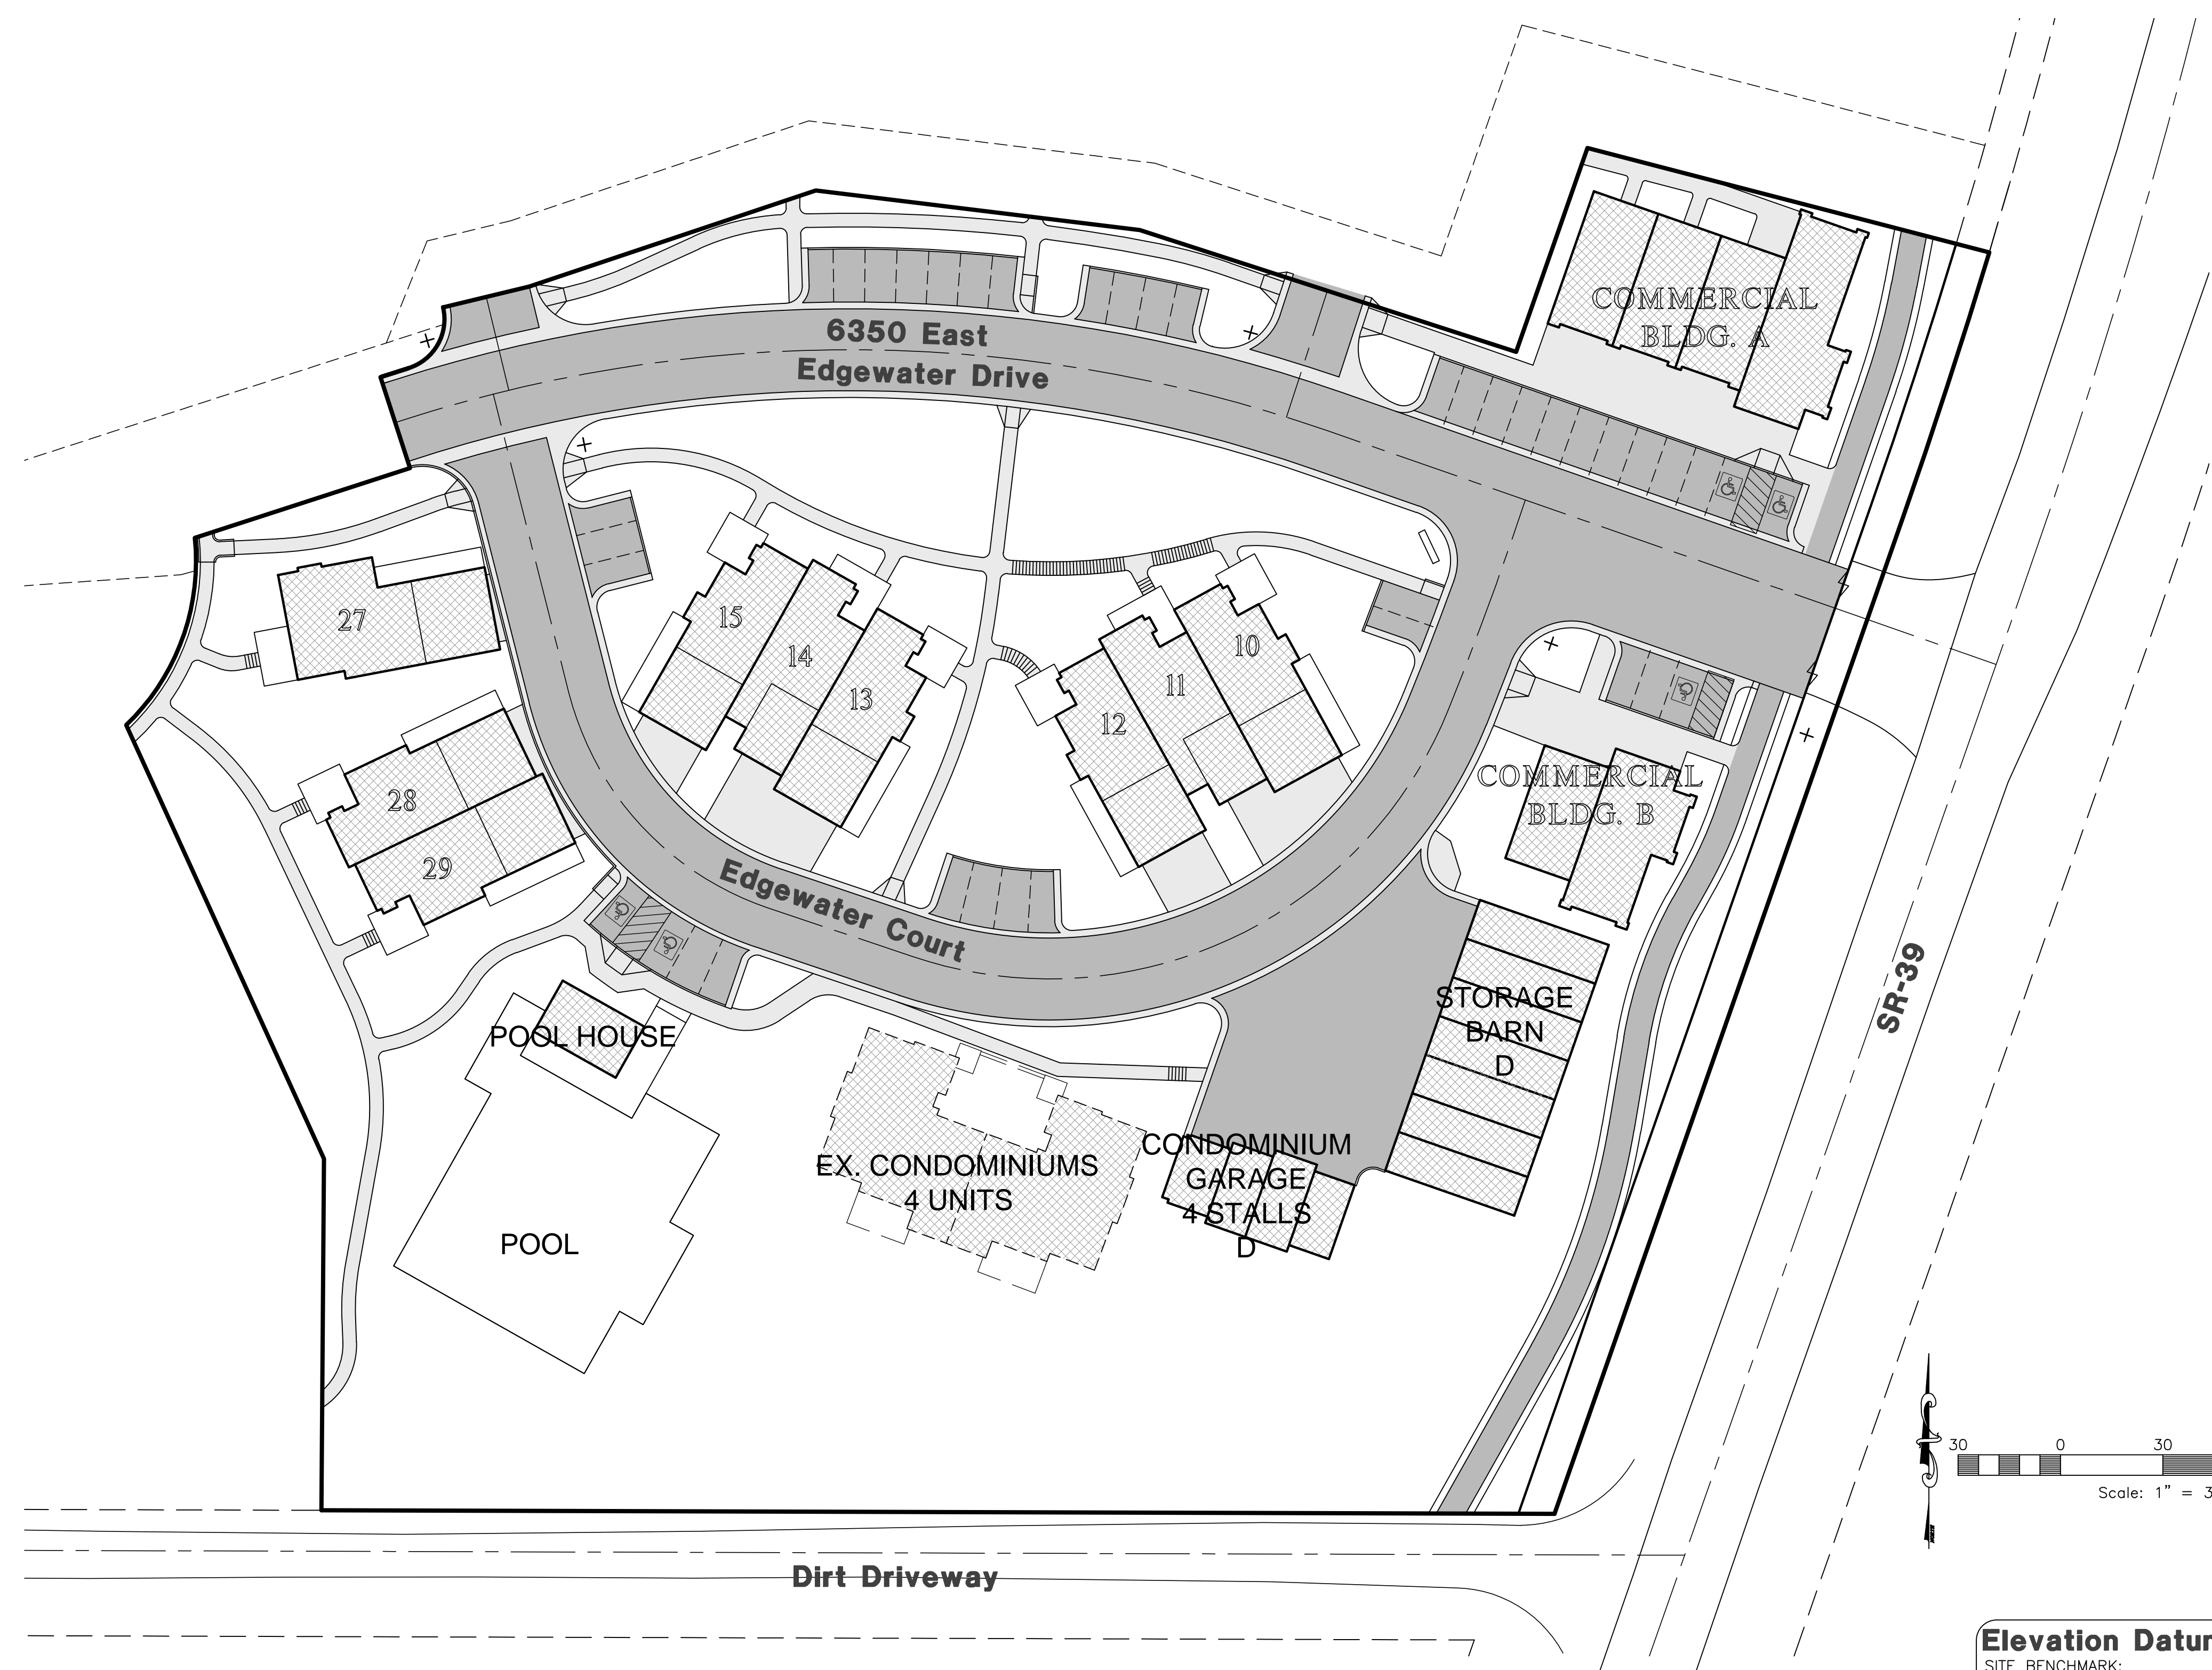 COMMERCIAL
BLDG. A
6350 East
Edgewater Drive
27
15
14
13
12
11
10
28
29
COMMERCIAL
BLDG. B
Edgewater Court
POOL HOUSE
STORAGE
BARN
D
SR-39
EX. CONDOMINIUMS
4 UNITS
CONDOMINIUM
GARAGE
4 STALLS
D
POOL
30 0 30
Scale: 1" = 3
Dirt Driveway
Elevation Datu
SITE BENCHMARK: